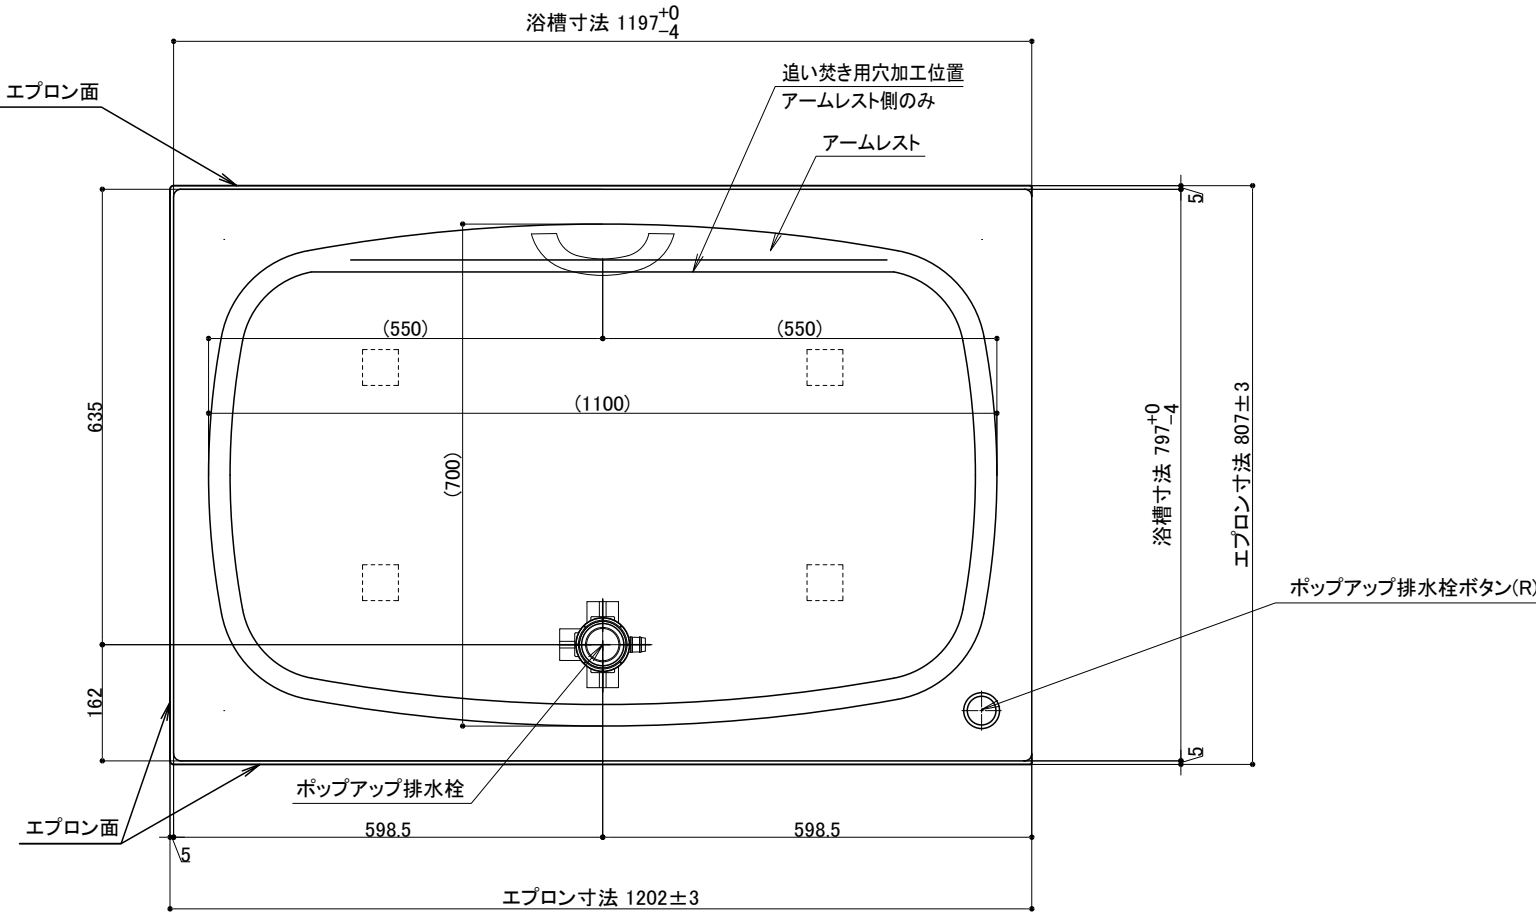 浴槽寸法 1197 +0 -4
追い焚き用穴加工位置
アームレスト側のみ
エプロン面
アームレスト
5
(550)
(550)
(1100)
635
(700)
浴槽寸法 797 +0 -4
エプロン寸法 807±3
ポップアップ排水栓ボタン(R)
162
5
ポップアップ排水栓
エプロン面
598.5
598.5
5
エプロン寸法 1202±3